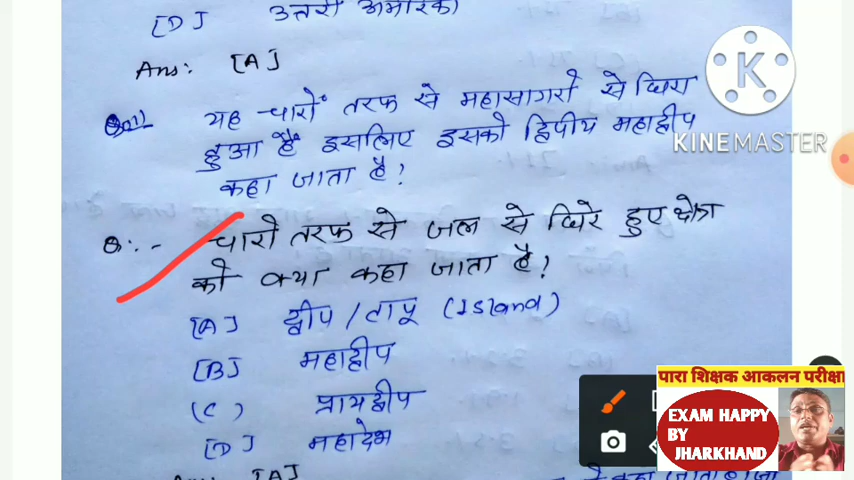 [D] उत्तरी अमेरिका
Ans: [A]
यह चारों तरफ से महासागरों से घिरा
हुआ है इसलिए इसको द्विपीय महाद्वीप
कहा जाता है?
Q:- चारो तरफ से जल से घिरे हुए क्षेत्र
को क्या कहा जाता है?
[A] द्वीप/टापू (Island)
[B] महाद्वीप
(C) प्रायद्वीप
[D] महादेश
Ans: [A]
KINEMASTER
पारा शिक्षक आकलन परीक्षा
EXAM HAPPY
BY
JHARKHAND